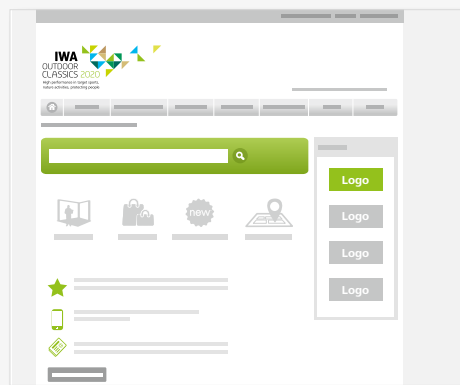 IWA
OUTDOOR
CLASSICS 2020
High performance in target sports,
nature activities, protecting people
new
Logo
Logo
Logo
Logo